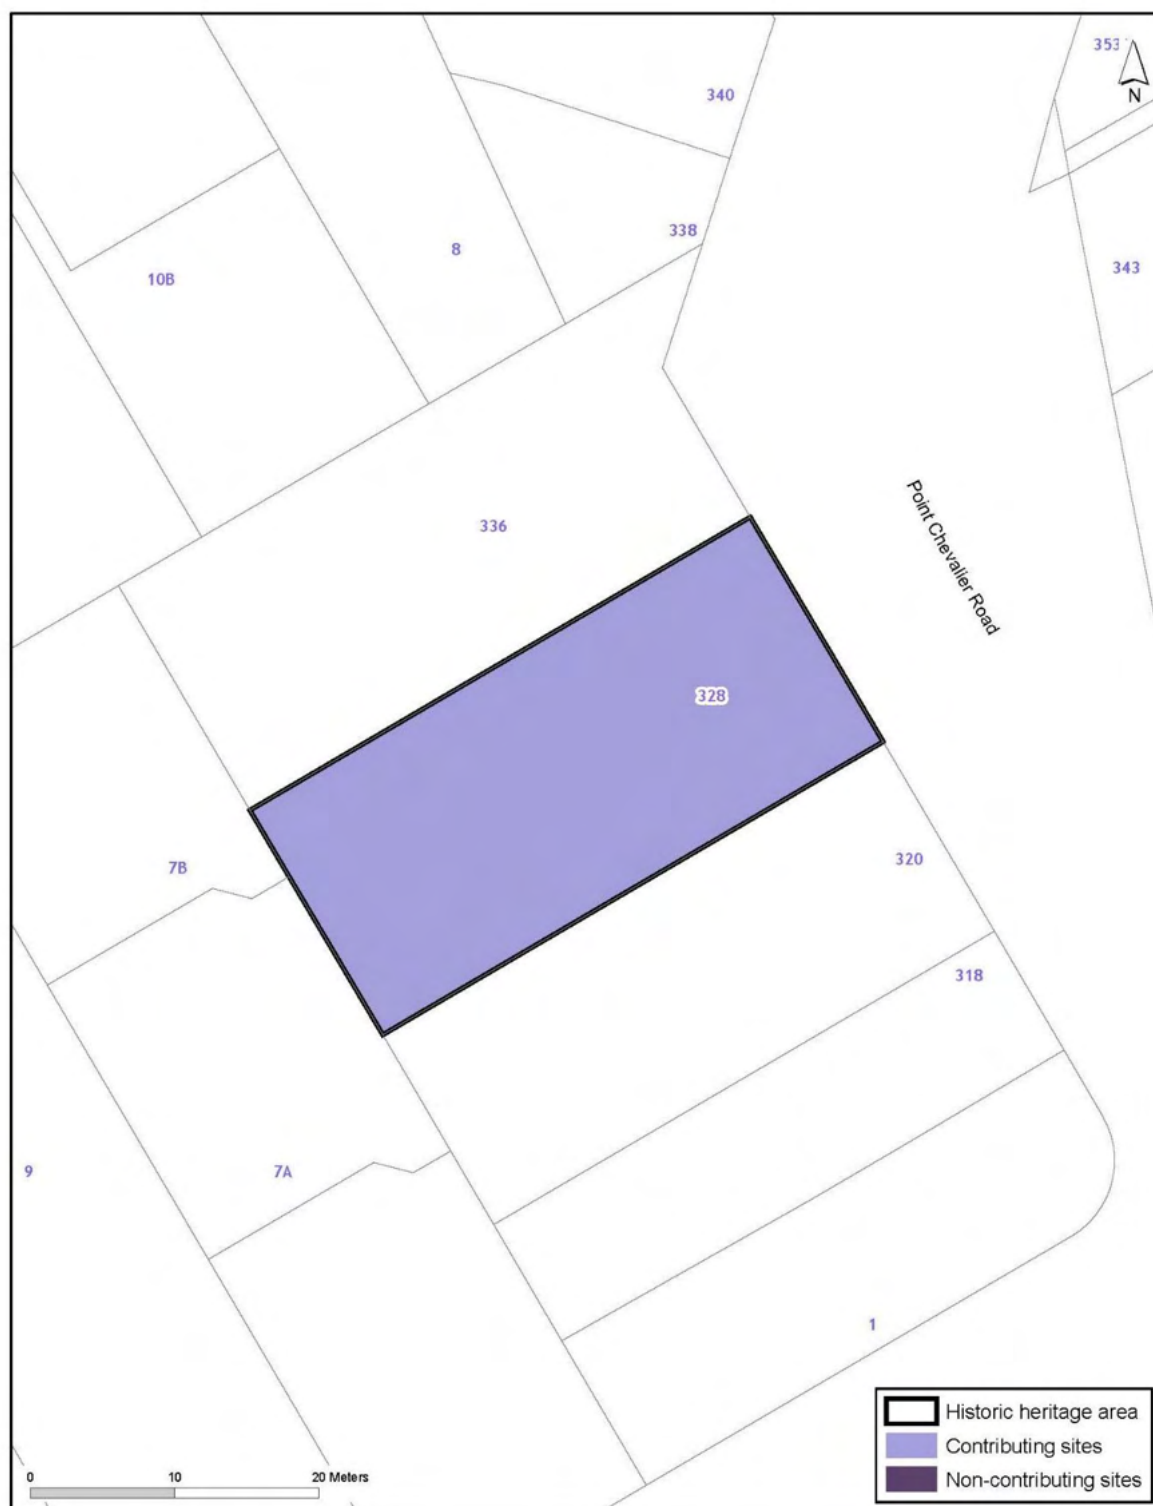 353
N
340
338
8
10B
343
336
Point Chevalier Road
328
320
7B
318
9
7A
1
Historic heritage area
Contributing sites
Non-contributing sites
0 10 20 Meters